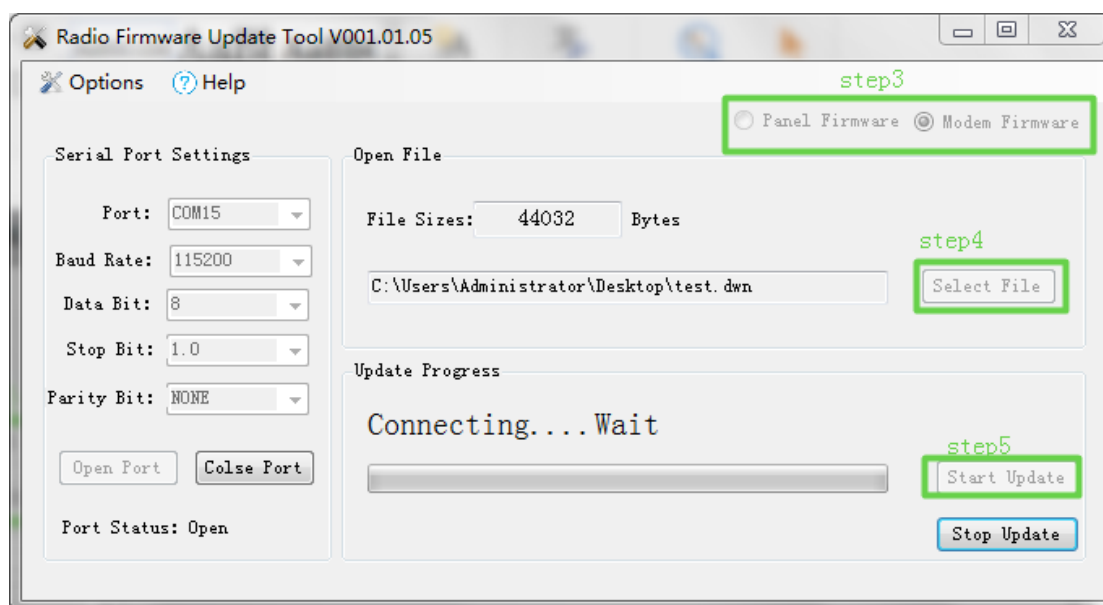 Radio Firmware Update Tool V001.01.05
Options Help
step3
Panel Firmware Modem Firmware
Serial Port Settings
Port: COM15
Baud Rate: 115200
Data Bit: 8
Stop Bit: 1.0
Parity Bit: NONE
Open Port Colse Port
Port Status: Open
Open File
File Sizes: 44032 Bytes
step4
C:\Users\Administrator\Desktop\test.dwn Select File
Update Progress
Connecting....Wait
step5
Start Update
Stop Update